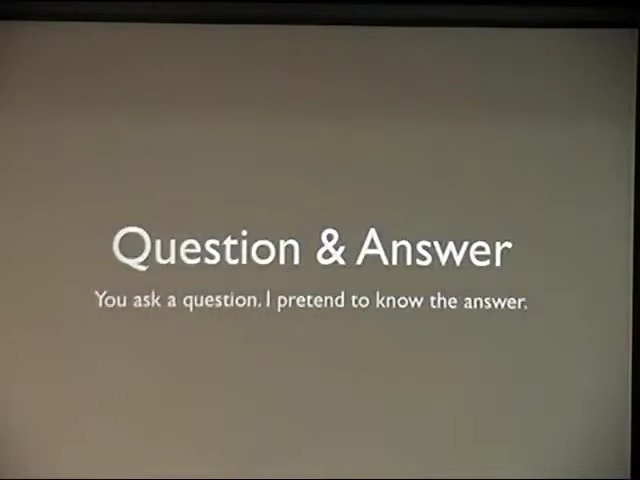 Question & Answer
You ask a question. I pretend to know the answer.